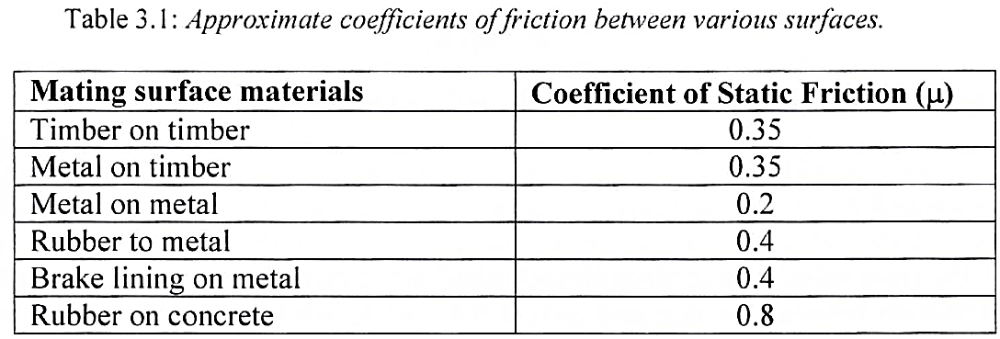 Table 3.1: Approximate coefficients of friction between various surfaces.
Mating surface materials Coefficient of Static Friction (μ)
Timber on timber 0.35
Metal on timber 0.35
Metal on metal 0.2
Rubber to metal 0.4
Brake lining on metal 0.4
Rubber on concrete 0.8